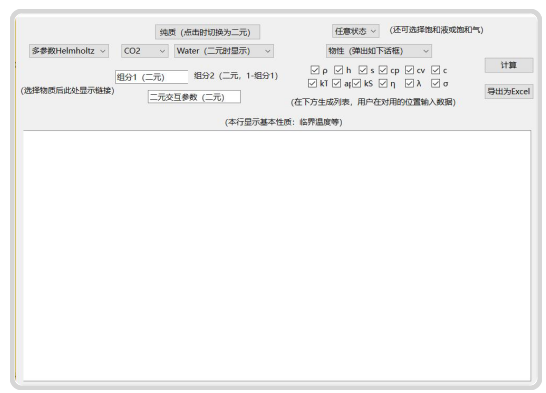 纯质（点击时切换为二元）
任意状态
（还可选择饱和液或饱和气）
多参数Helmholtz
CO2
Water（二元时显示）
物性（弹出如下话框）
计算
组分1（二元）
组分2（二元，1-组分1）
ρ h s cp cv c
kT kS η λ σ
(选择物质后此处显示链接)
二元交互参数（二元）
导出为Excel
(在下方生成列表，用户在对用的位置输入数据)
(本行显示基本性质：临界温度等)